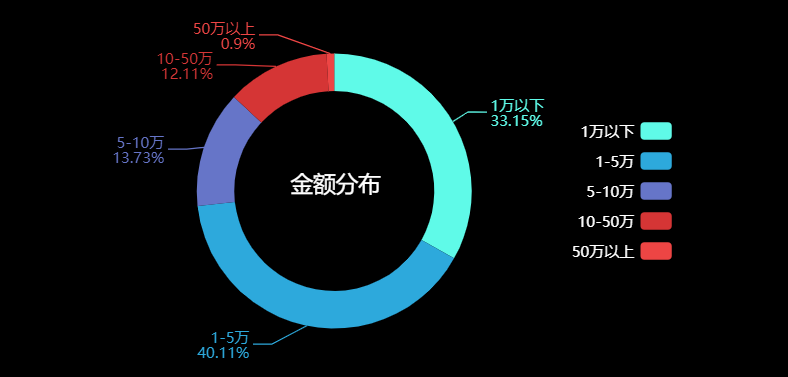 50万以上
0.9%
10-50万
12.11%
5-10万
13.73%
1-5万
40.11%
1万以下
33.15%
金额分布
1万以下
1-5万
5-10万
10-50万
50万以上